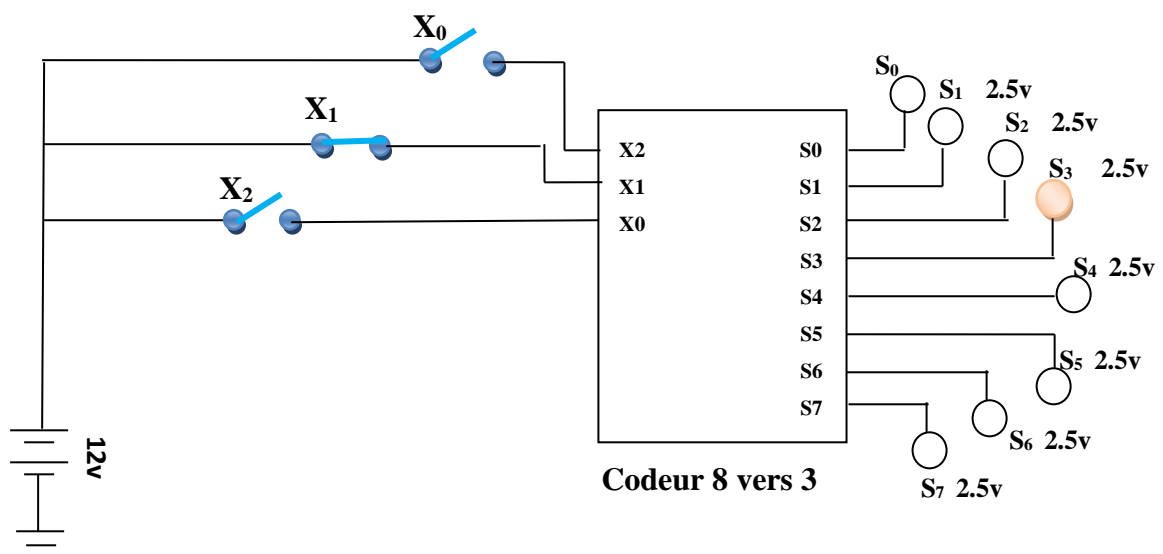 X0
X1
X2
12v
X2
X1
X0
S0
S1
S2
S3
S4
S5
S6
S7
S0
S1 2.5v
S2 2.5v
S3 2.5v
S4 2.5v
S5 2.5v
S6 2.5v
S7 2.5v
Codeur 8 vers 3